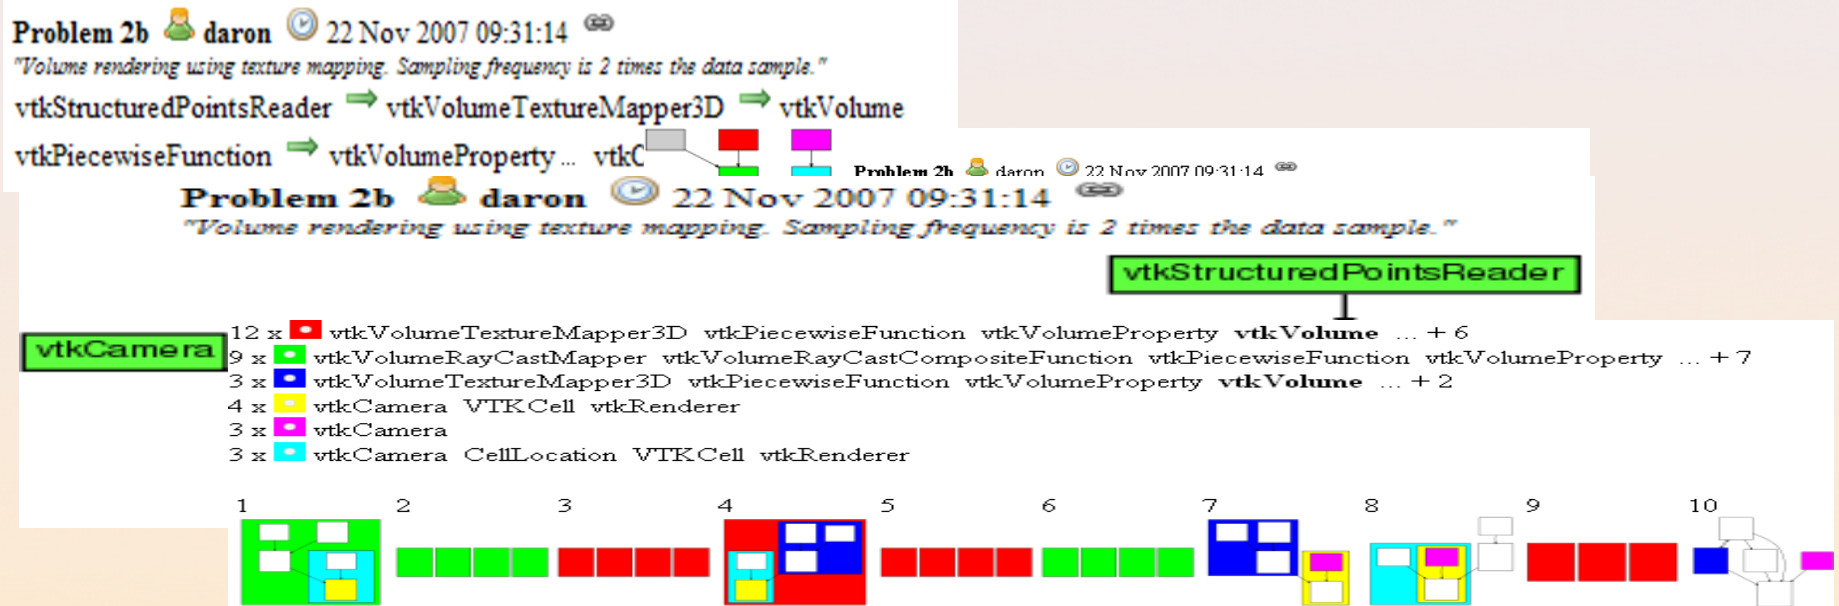 Problem 2b daron 22 Nov 2007 09:31:14
"Volume rendering using texture mapping. Sampling frequency is 2 times the data sample."
vtkStructuredPointsReader vtkVolumeTextureMapper3D vtkVolume
vtkPiecewiseFunction vtkVolumeProperty ... vtkC
Problem 2b daron 22 Nov 2007 09:31:14
Problem 2b daron 22 Nov 2007 09:31:14
"Volume rendering using texture mapping. Sampling frequency is 2 times the data sample."
vtkStructuredPointsReader
vtkCamera
12 x vtkVolumeTextureMapper3D vtkPiecewiseFunction vtkVolumeProperty vtkVolume ... + 6
9 x vtkVolumeRayCastMapper vtkVolumeRayCastCompositeFunction vtkPiecewiseFunction vtkVolumeProperty ... + 7
3 x vtkVolumeTextureMapper3D vtkPiecewiseFunction vtkVolumeProperty vtkVolume ... + 2
4 x vtkCamera VTKCell vtkRenderer
3 x vtkCamera
3 x vtkCamera CellLocation VTKCell vtkRenderer
1 2 3 4 5 6 7 8 9 10